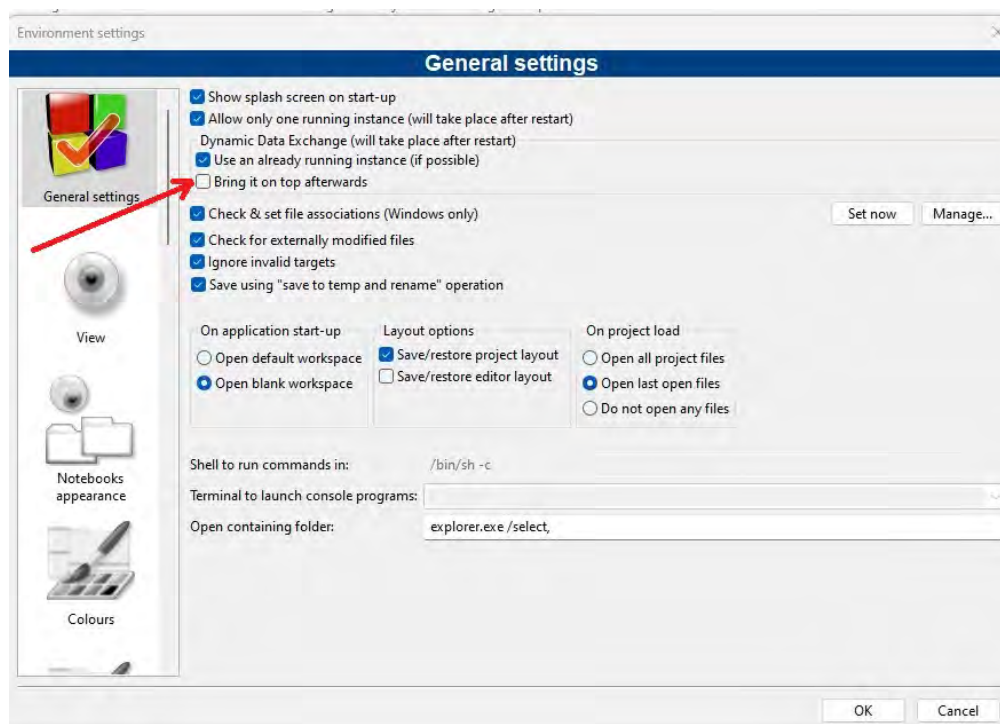 Environment settings
General settings
General settings
View
Notebooks
appearance
Colours
Show splash screen on start-up
Allow only one running instance (will take place after restart)
Dynamic Data Exchange (will take place after restart)
Use an already running instance (if possible)
Bring it on top afterwards
Check & set file associations (Windows only)
Set now
Manage...
Check for externally modified files
Ignore invalid targets
Save using "save to temp and rename" operation
On application start-up
Open default workspace
Open blank workspace
Layout options
Save/restore project layout
Save/restore editor layout
On project load
Open all project files
Open last open files
Do not open any files
Shell to run commands in:
/bin/sh -c
Terminal to launch console programs:
Open containing folder:
explorer.exe /select,
OK
Cancel